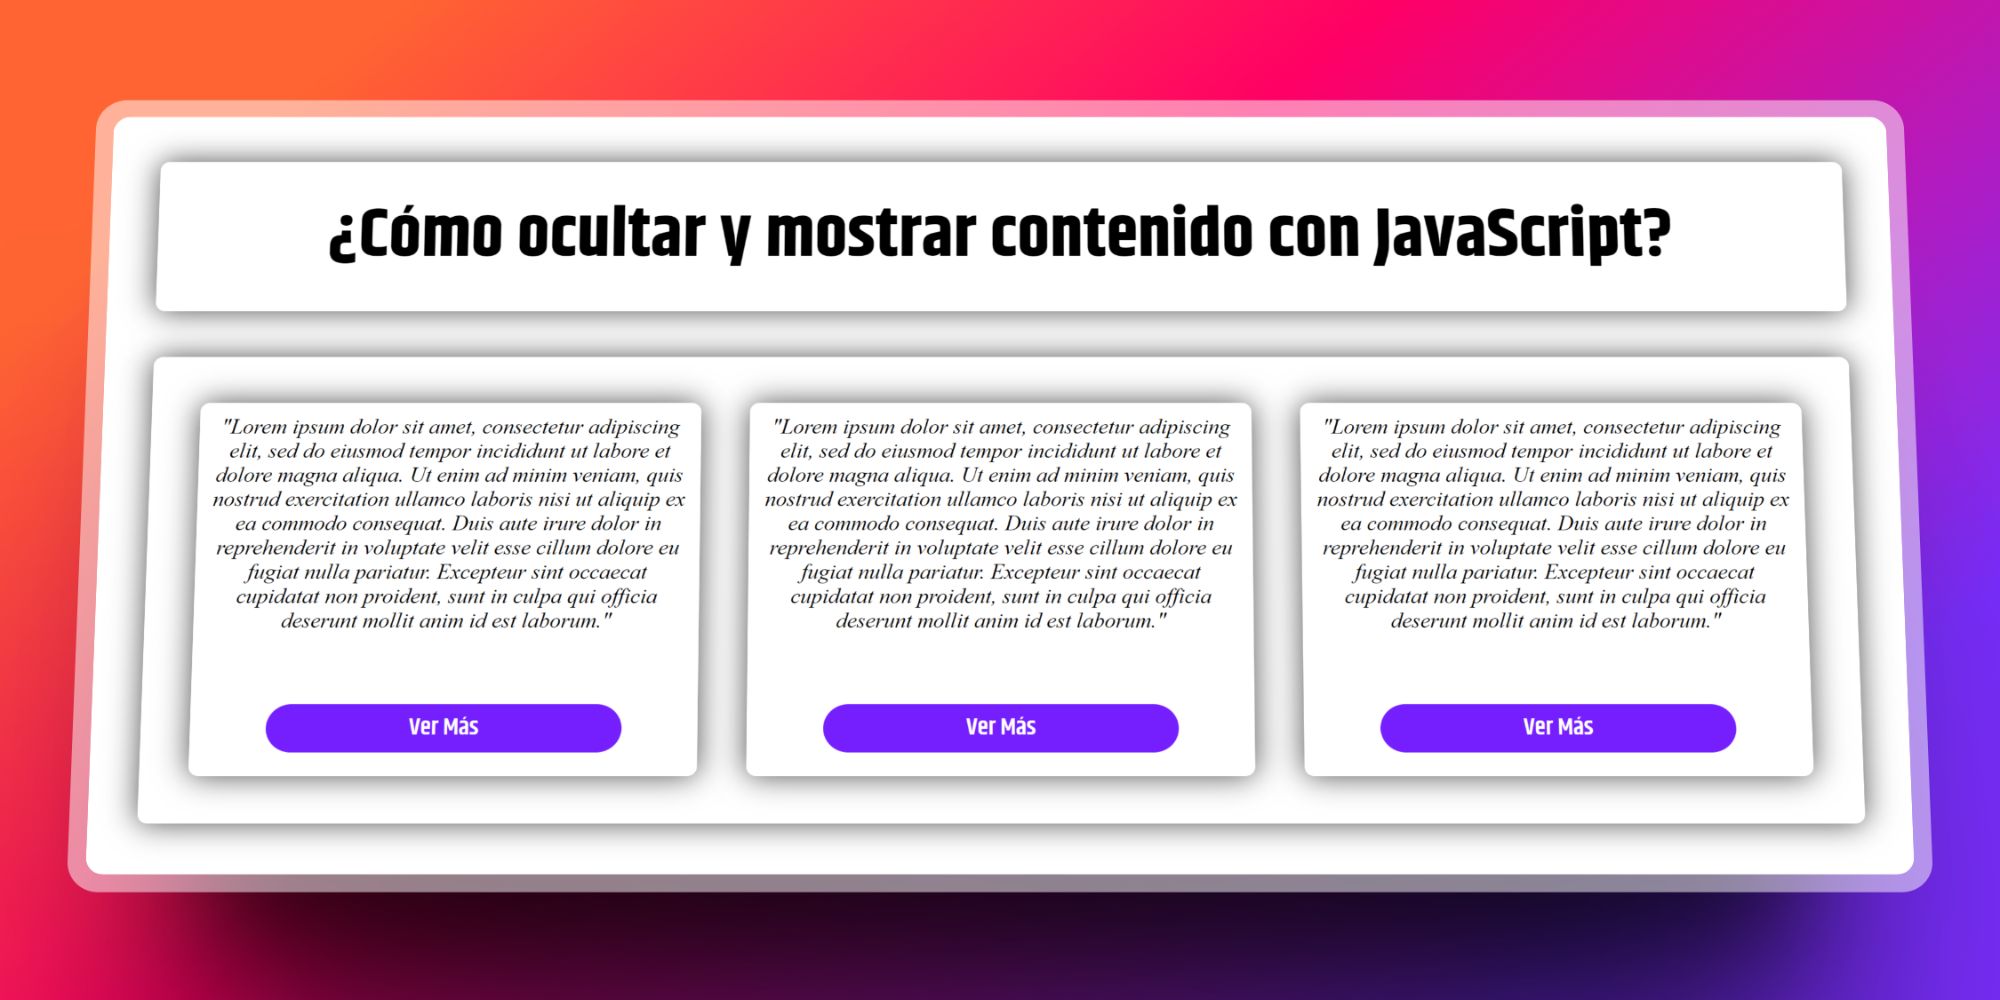 ¿Cómo ocultar y mostrar contenido con JavaScript?
"Lorem ipsum dolor sit amet, consectetur adipiscing
elit, sed do eiusmod tempor incididunt ut labore et
dolore magna aliqua. Ut enim ad minim veniam, quis
nostrud exercitation ullamco laboris nisi ut aliquip ex
ea commodo consequat. Duis aute irure dolor in
reprehenderit in voluptate velit esse cillum dolore eu
fugiat nulla pariatur. Excepteur sint occaecat
cupidatat non proident, sunt in culpa qui officia
deserunt mollit anim id est laborum."
Ver Más
"Lorem ipsum dolor sit amet, consectetur adipiscing
elit, sed do eiusmod tempor incididunt ut labore et
dolore magna aliqua. Ut enim ad minim veniam, quis
nostrud exercitation ullamco laboris nisi ut aliquip ex
ea commodo consequat. Duis aute irure dolor in
reprehenderit in voluptate velit esse cillum dolore eu
fugiat nulla pariatur. Excepteur sint occaecat
cupidatat non proident, sunt in culpa qui officia
deserunt mollit anim id est laborum."
Ver Más
"Lorem ipsum dolor sit amet, consectetur adipiscing
elit, sed do eiusmod tempor incididunt ut labore et
dolore magna aliqua. Ut enim ad minim veniam, quis
nostrud exercitation ullamco laboris nisi ut aliquip ex
ea commodo consequat. Duis aute irure dolor in
reprehenderit in voluptate velit esse cillum dolore eu
fugiat nulla pariatur. Excepteur sint occaecat
cupidatat non proident, sunt in culpa qui officia
deserunt mollit anim id est laborum."
Ver Más